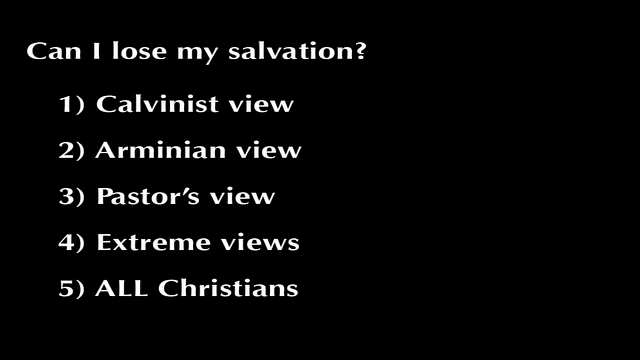 Can I lose my salvation?
1) Calvinist view
2) Arminian view
3) Pastor’s view
4) Extreme views
5) ALL Christians